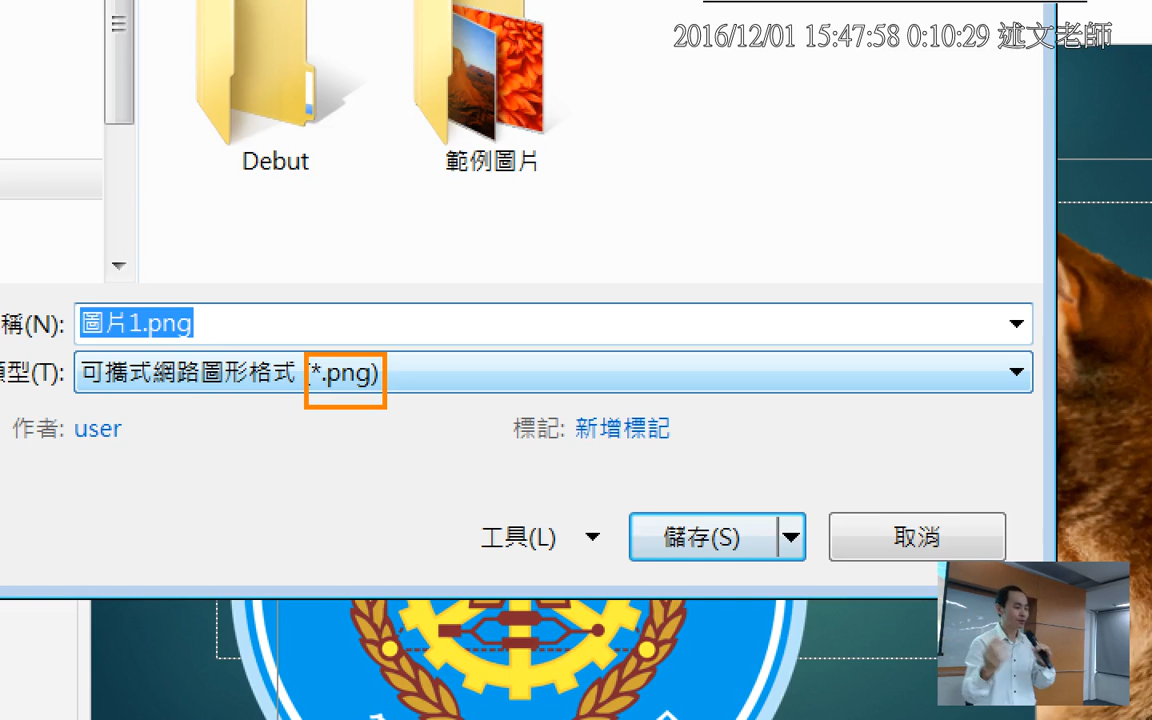 2016/12/01 15:47:58 0:10:29 述文老師
Debut
範例圖片
稱(N):
圖片1.png
型(T):
可攜式網路圖形格式 (*.png)
作者: user
標記: 新增標記
工具(L)
儲存(S)
取消